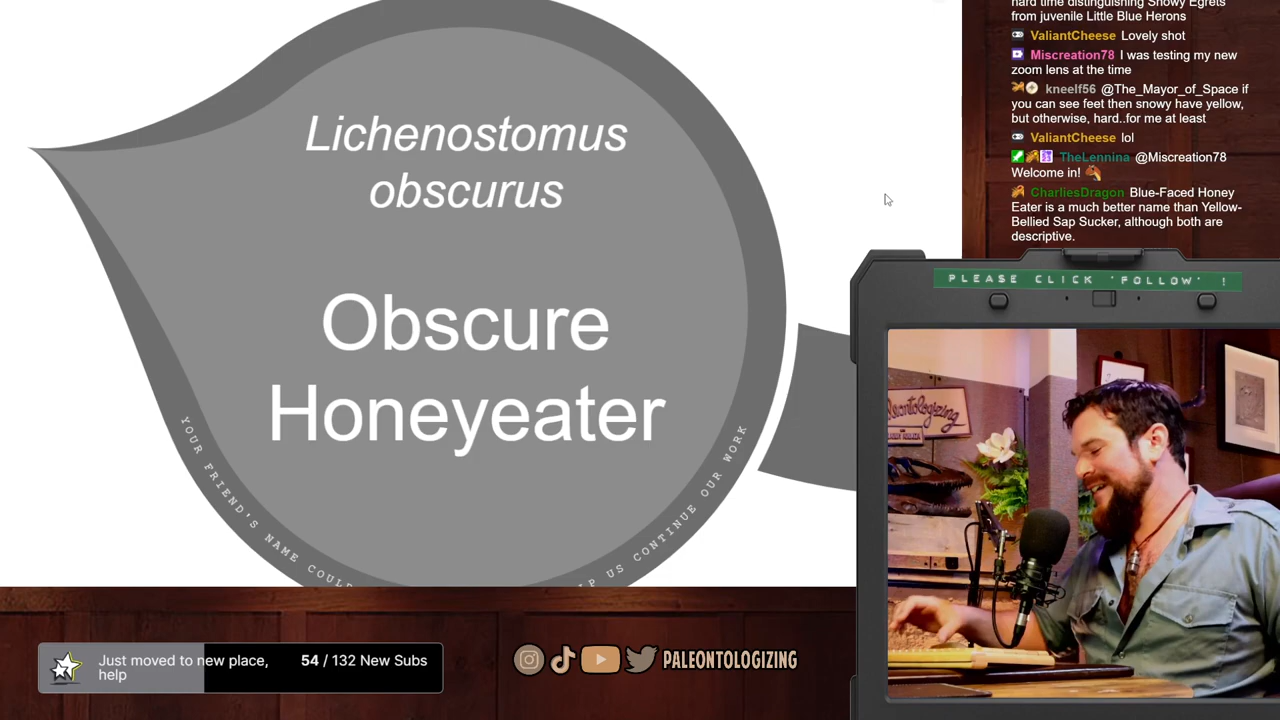 Lichenostomus
obscurus
Obscure
Honeyeater
YOUR FRIEND'S NAME COUL
US CONTINUE OUR WORK
hard time distinguishing Snowy Egrets
from juvenile Little Blue Herons
ValiantCheese Lovely shot
Miscreation78 I was testing my new
zoom lens at the time
kneelf56 @The_Mayor_of_Space if
you can see feet then snowy have yellow,
but otherwise, hard..for me at least
ValiantCheese lol
TheLennina @Miscreation78
Welcome in!
CharliesDragon Blue-Faced Honey
Eater is a much better name than Yellow-
Bellied Sap Sucker, although both are
descriptive.
PLEASE CLICK 'FOLLOW' !
Just moved to new place,
help
54 / 132 New Subs
PALEONTOLOGIZING